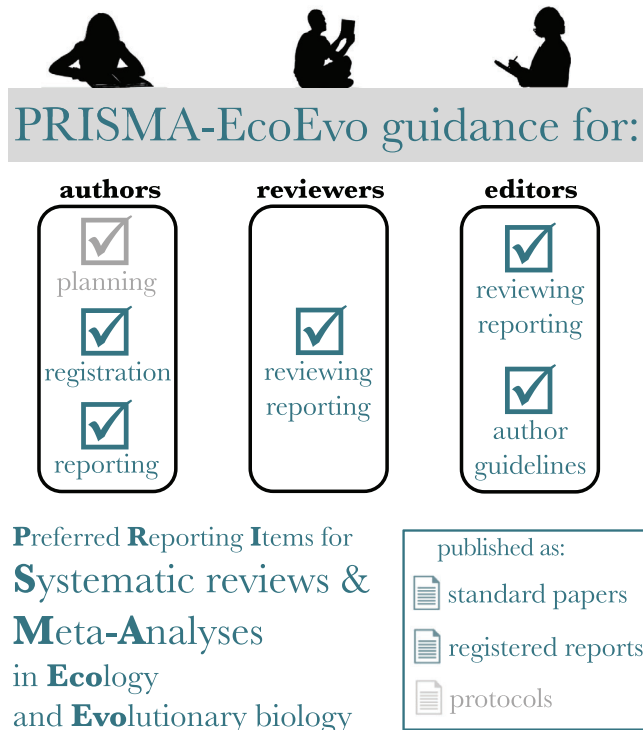 PRISMA-EcoEvo guidance for:
authors
planning
registration
reporting
reviewers
reviewing
reporting
editors
reviewing
reporting
author
guidelines
Preferred Reporting Items for
Systematic reviews &
Meta-Analyses
in Ecology
and Evolutionary biology
published as:
standard papers
registered reports
protocols